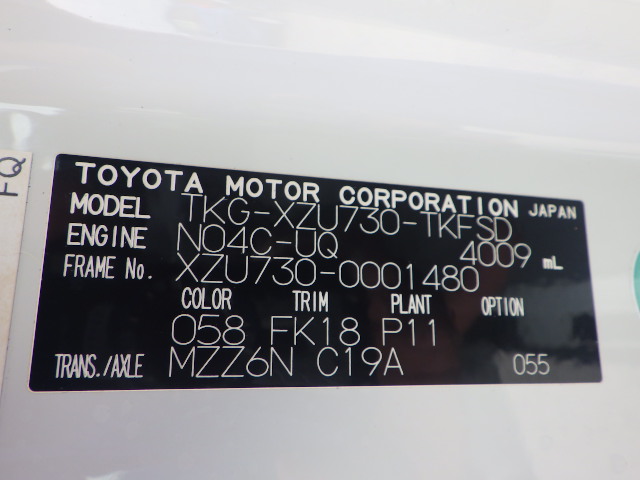 TOYOTA MOTOR CORPORATION JAPAN
MODEL TKG-XZU730-TKFSD
ENGINE N04C-UQ 4009 mL
FRAME No. XZU730-0001480
COLOR TRIM PLANT OPTION
058 FK18 P11
TRANS./AXLE MZZ6N C19A 055
FQ